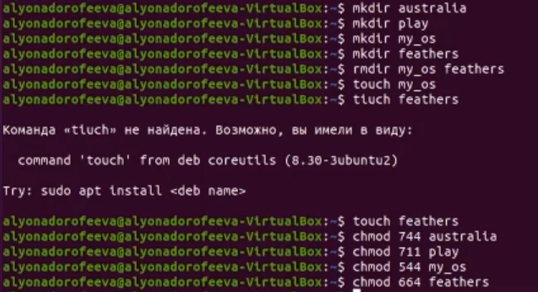 alyonadorofeeva@alyonadorofeeva-VirtualBox:~$ mkdir australia
alyonadorofeeva@alyonadorofeeva-VirtualBox:~$ mkdir play
alyonadorofeeva@alyonadorofeeva-VirtualBox:~$ mkdir my_os
alyonadorofeeva@alyonadorofeeva-VirtualBox:~$ mkdir feathers
alyonadorofeeva@alyonadorofeeva-VirtualBox:~$ rmdir my_os feathers
alyonadorofeeva@alyonadorofeeva-VirtualBox:~$ touch my_os
alyonadorofeeva@alyonadorofeeva-VirtualBox:~$ tiuch feathers
Команда «tiuch» не найдена. Возможно, вы имели в виду:
command 'touch' from deb coreutils (8.30-3ubuntu2)
Try: sudo apt install <deb name>
alyonadorofeeva@alyonadorofeeva-VirtualBox:~$ touch feathers
alyonadorofeeva@alyonadorofeeva-VirtualBox:~$ chmod 744 australia
alyonadorofeeva@alyonadorofeeva-VirtualBox:~$ chmod 711 play
alyonadorofeeva@alyonadorofeeva-VirtualBox:~$ chmod 544 my_os
alyonadorofeeva@alyonadorofeeva-VirtualBox:~$ chmod 664 feathers